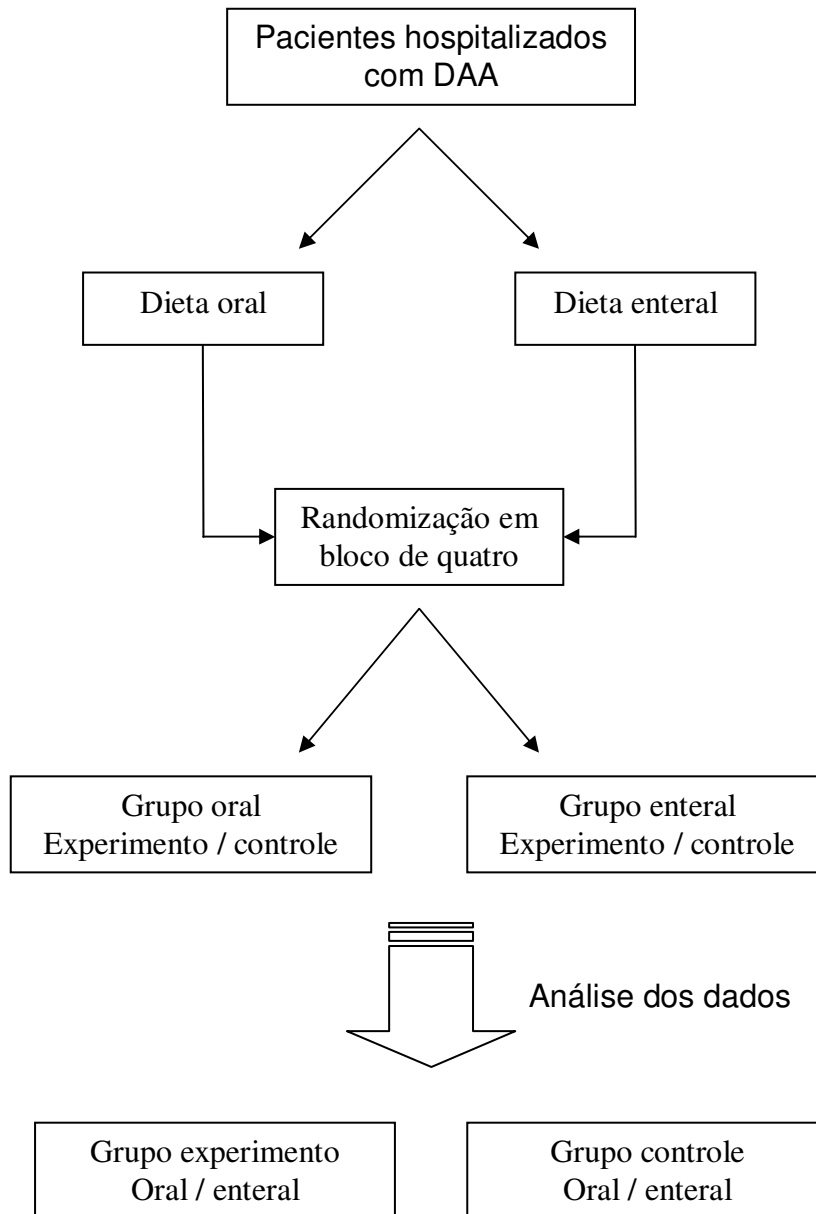 Pacientes hospitalizados
com DAA
Dieta oral
Dieta enteral
Randomização em
bloco de quatro
Grupo oral
Experimento / controle
Grupo enteral
Experimento / controle
Análise dos dados
Grupo experimento
Oral / enteral
Grupo controle
Oral / enteral